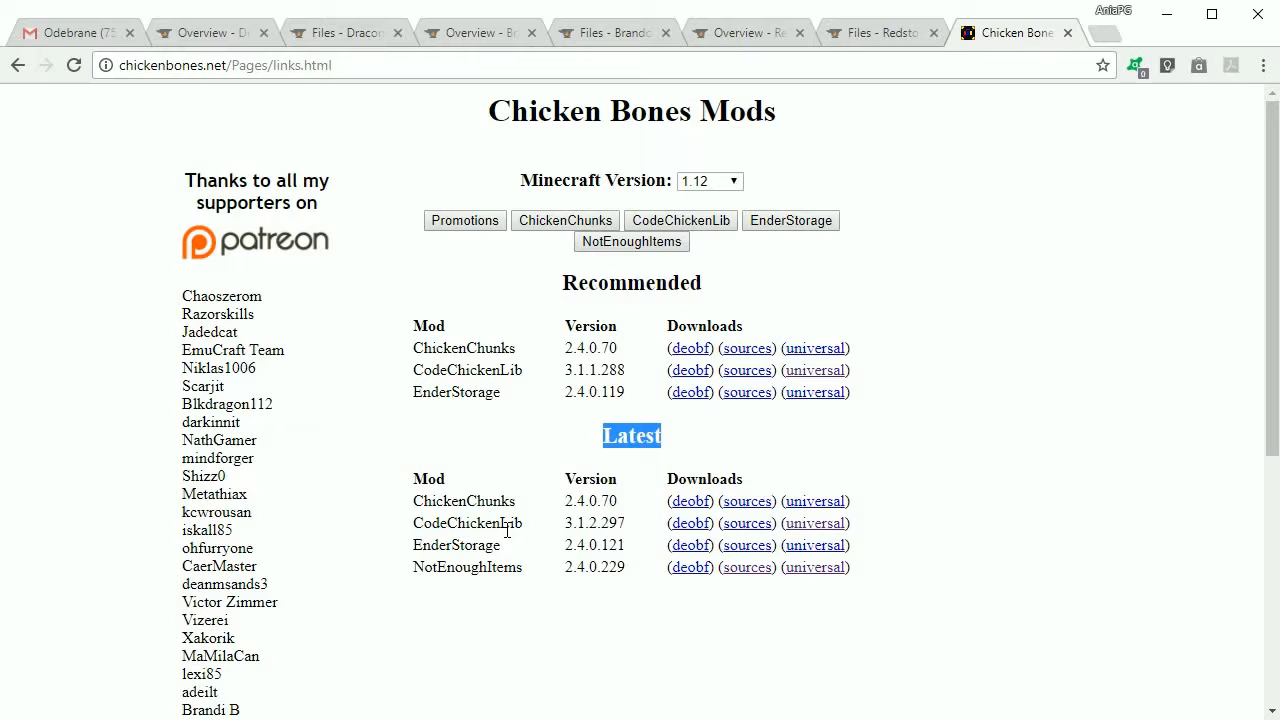 AniaPG
Odebrane (75
Overview - Dr
Files - Dracon
Overview - Br
Files - Brando
Overview - Re
Files - Redsto
Chicken Bone
chickenbones.net/Pages/links.html
0
Chicken Bones Mods
Thanks to all my
supporters on
patreon
Chaoszerom
Razorskills
Jadedcat
EmuCraft Team
Niklas1006
Scarjit
Blkdragon112
darkinnit
NathGamer
mindforger
Shizz0
Metathiax
kcwrousan
iskall85
ohfurryone
CaerMaster
deanmsands3
Victor Zimmer
Vizerei
Xakorik
MaMilaCan
lexi85
adeilt
Brandi B
Minecraft Version: 1.12
Promotions ChickenChunks CodeChickenLib EnderStorage
NotEnoughItems
Recommended
Mod Version Downloads
ChickenChunks 2.4.0.70 (deobf) (sources) (universal)
CodeChickenLib 3.1.1.288 (deobf) (sources) (universal)
EnderStorage 2.4.0.119 (deobf) (sources) (universal)
Latest
Mod Version Downloads
ChickenChunks 2.4.0.70 (deobf) (sources) (universal)
CodeChickenLib 3.1.2.297 (deobf) (sources) (universal)
EnderStorage 2.4.0.121 (deobf) (sources) (universal)
NotEnoughItems 2.4.0.229 (deobf) (sources) (universal)